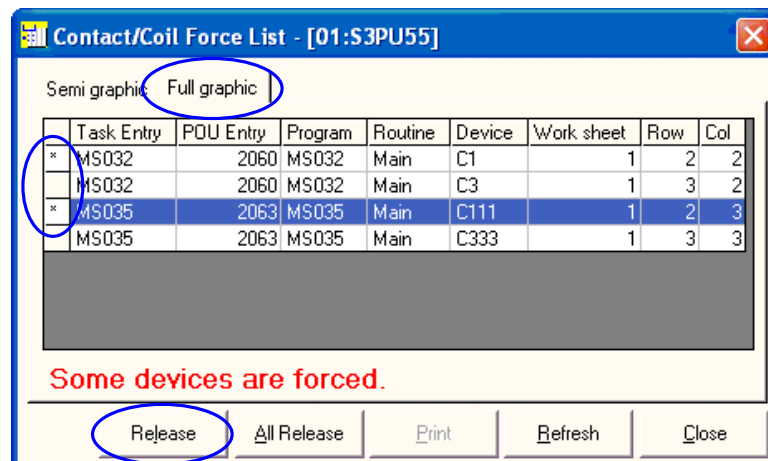 Contact/Coil Force List - [01:S3PU55]
Semi graphic Full graphic
Task Entry POU Entry Program Routine Device Work sheet Row Col
* MS032 2060 MS032 Main C1 1 2 2
MS032 2060 MS032 Main C3 1 3 2
* MS035 2063 MS035 Main C111 1 2 3
MS035 2063 MS035 Main C333 1 3 3
Some devices are forced.
Release All Release Print Refresh Close